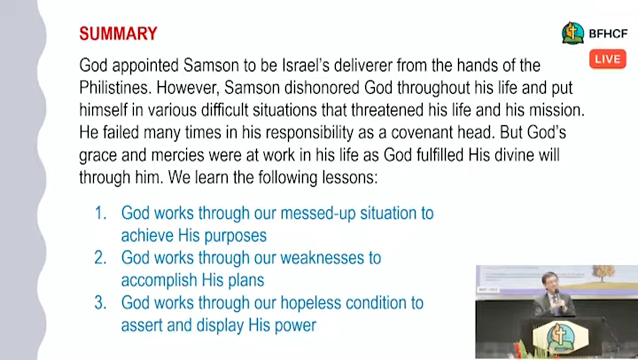 SUMMARY
BFHCF
LIVE
God appointed Samson to be Israel's deliverer from the hands of the
Philistines. However, Samson dishonored God throughout his life and put
himself in various difficult situations that threatened his life and his mission.
He failed many times in his responsibility as a covenant head. But God's
grace and mercies were at work in his life as God fulfilled His divine will
through him. We learn the following lessons:
1. God works through our messed-up situation to
achieve His purposes
2. God works through our weaknesses to
accomplish His plans
3. God works through our hopeless condition to
assert and display His power